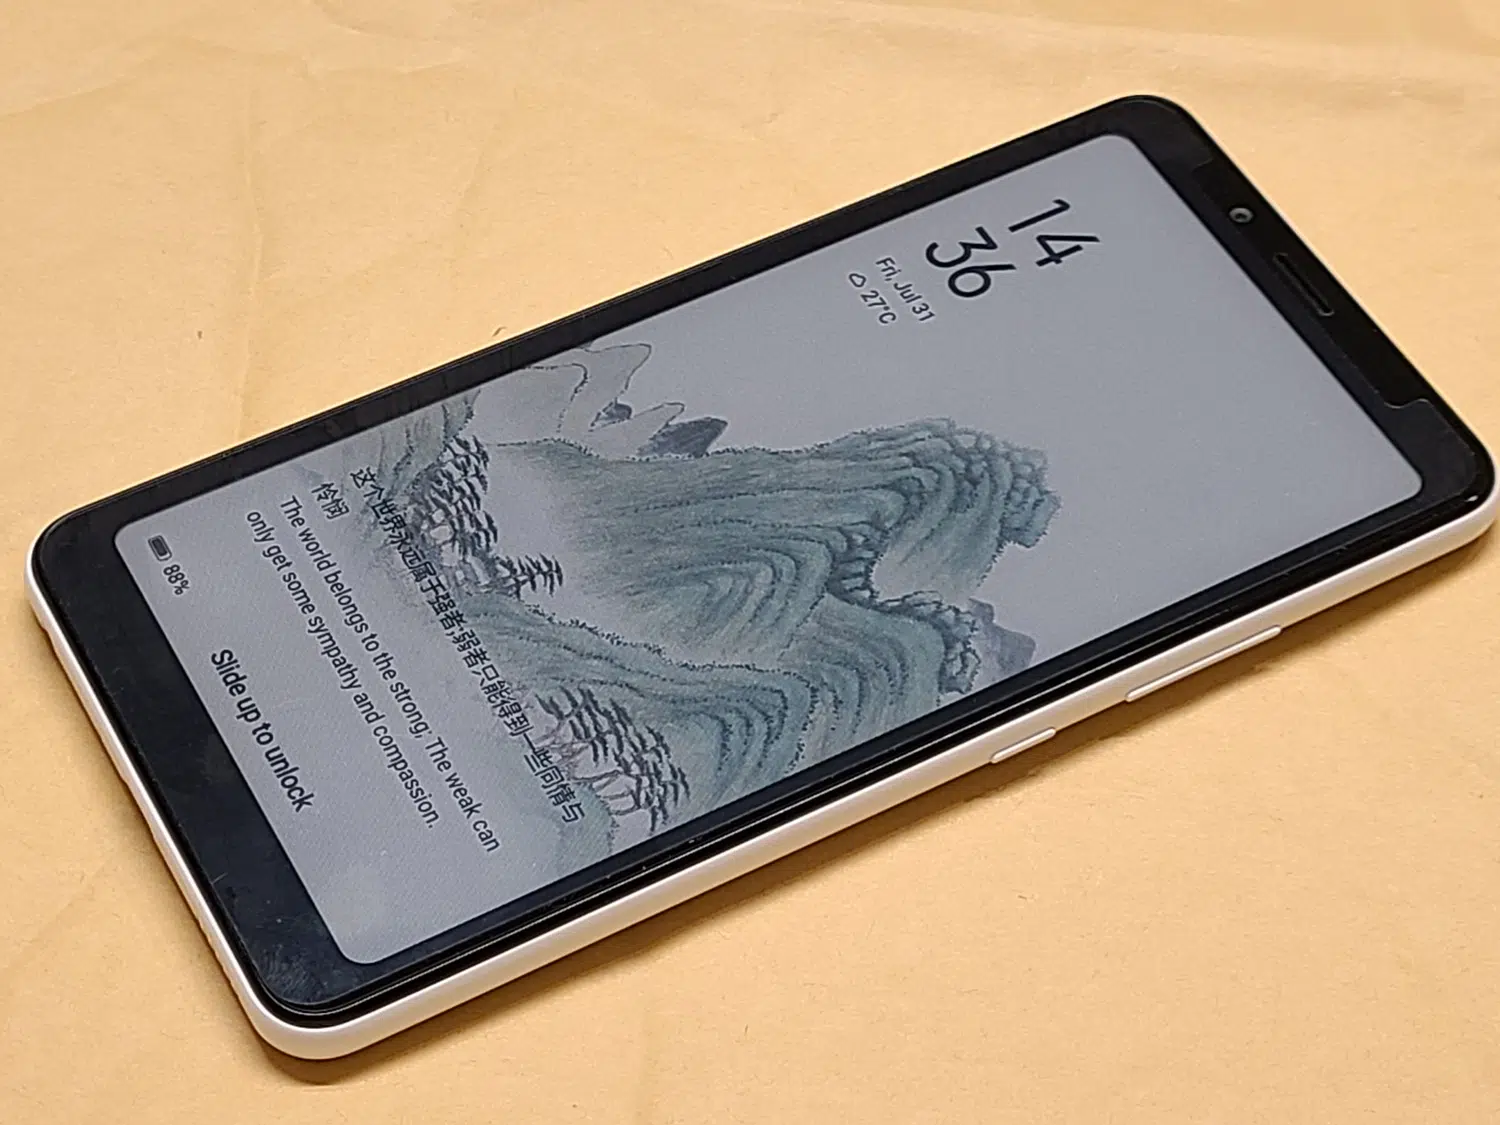 14
36
Fri, Jul 31
27°C
这个世界永远属于强者,弱者只能得到一些同情与
怜悯
The world belongs to the strong; The weak can
only get some sympathy and compassion.
88%
Slide up to unlock